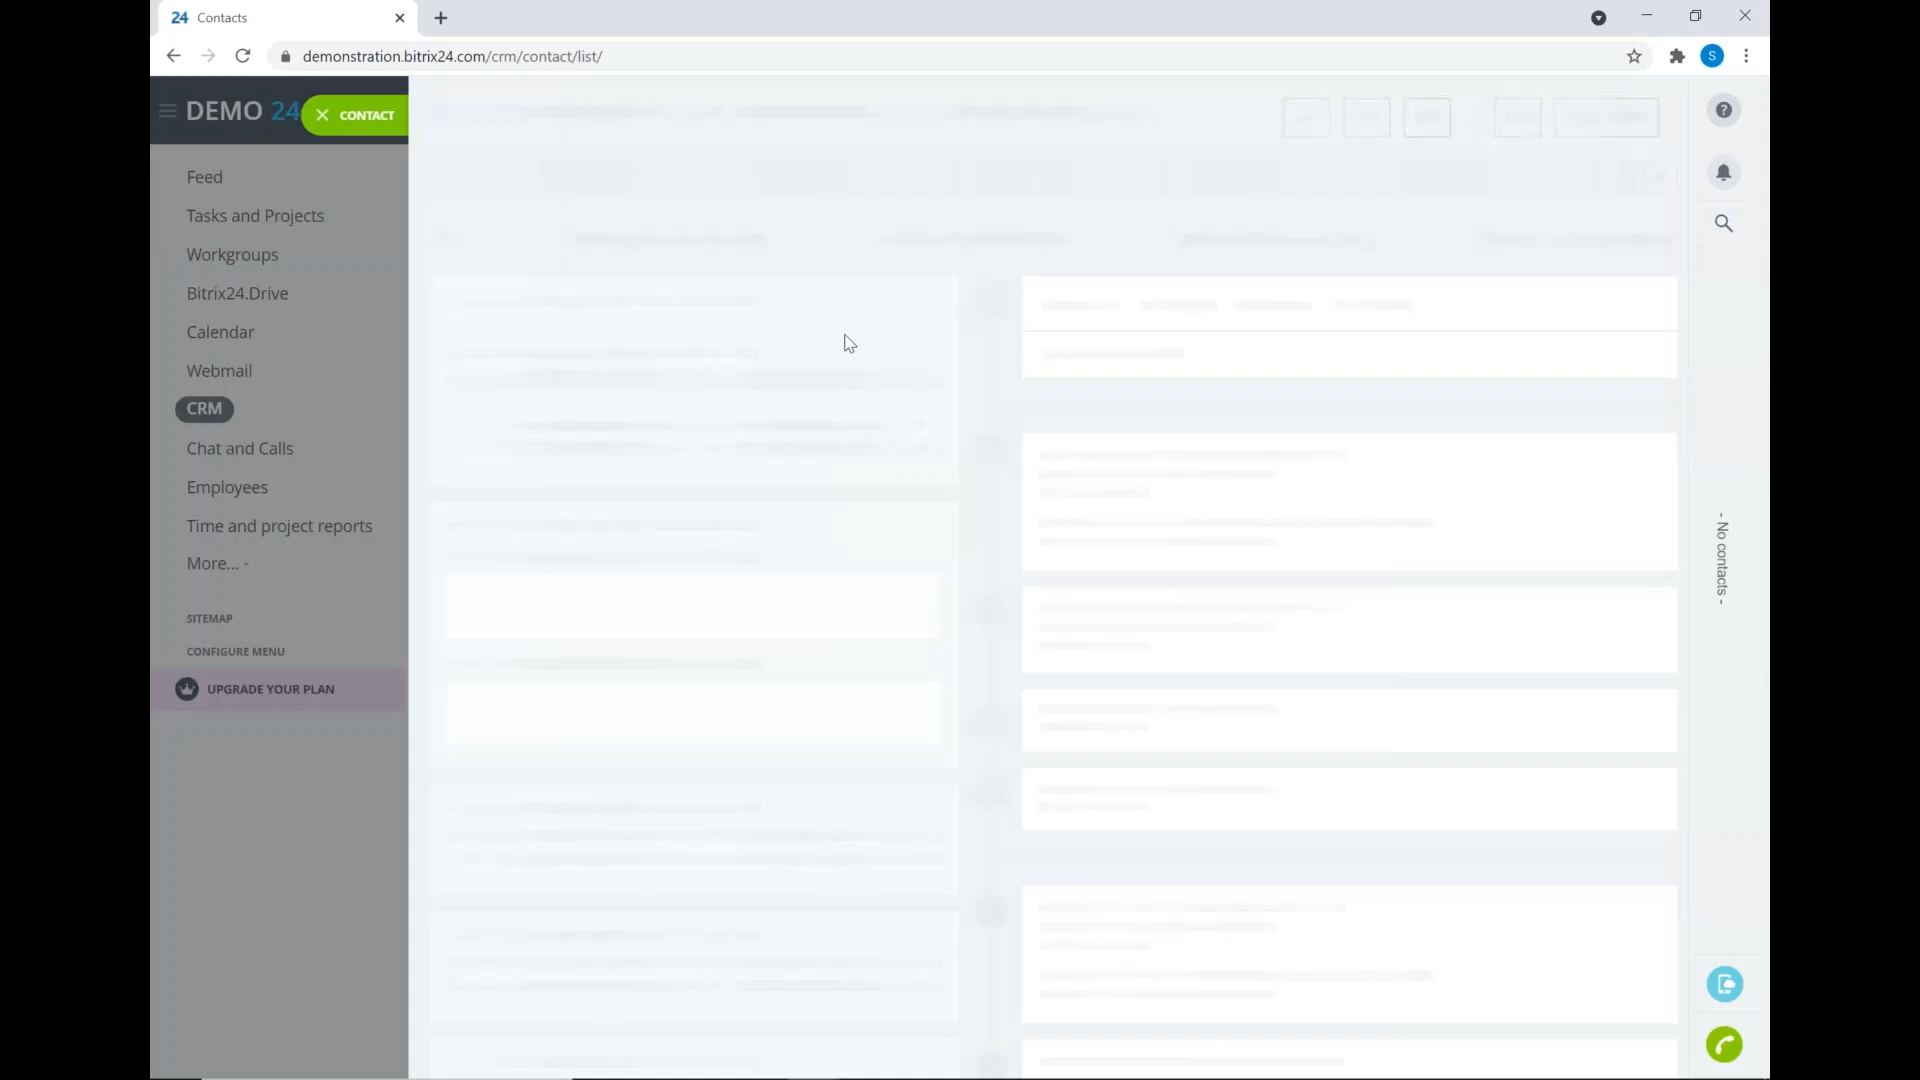 24 Contacts
demonstration.bitrix24.com/crm/contact/list/
S
DEMO 24
CONTACT
?
Feed
Tasks and Projects
Workgroups
Bitrix24.Drive
Calendar
Webmail
CRM
Chat and Calls
Employees
Time and project reports
More...
SITEMAP
CONFIGURE MENU
UPGRADE YOUR PLAN
- No contacts -